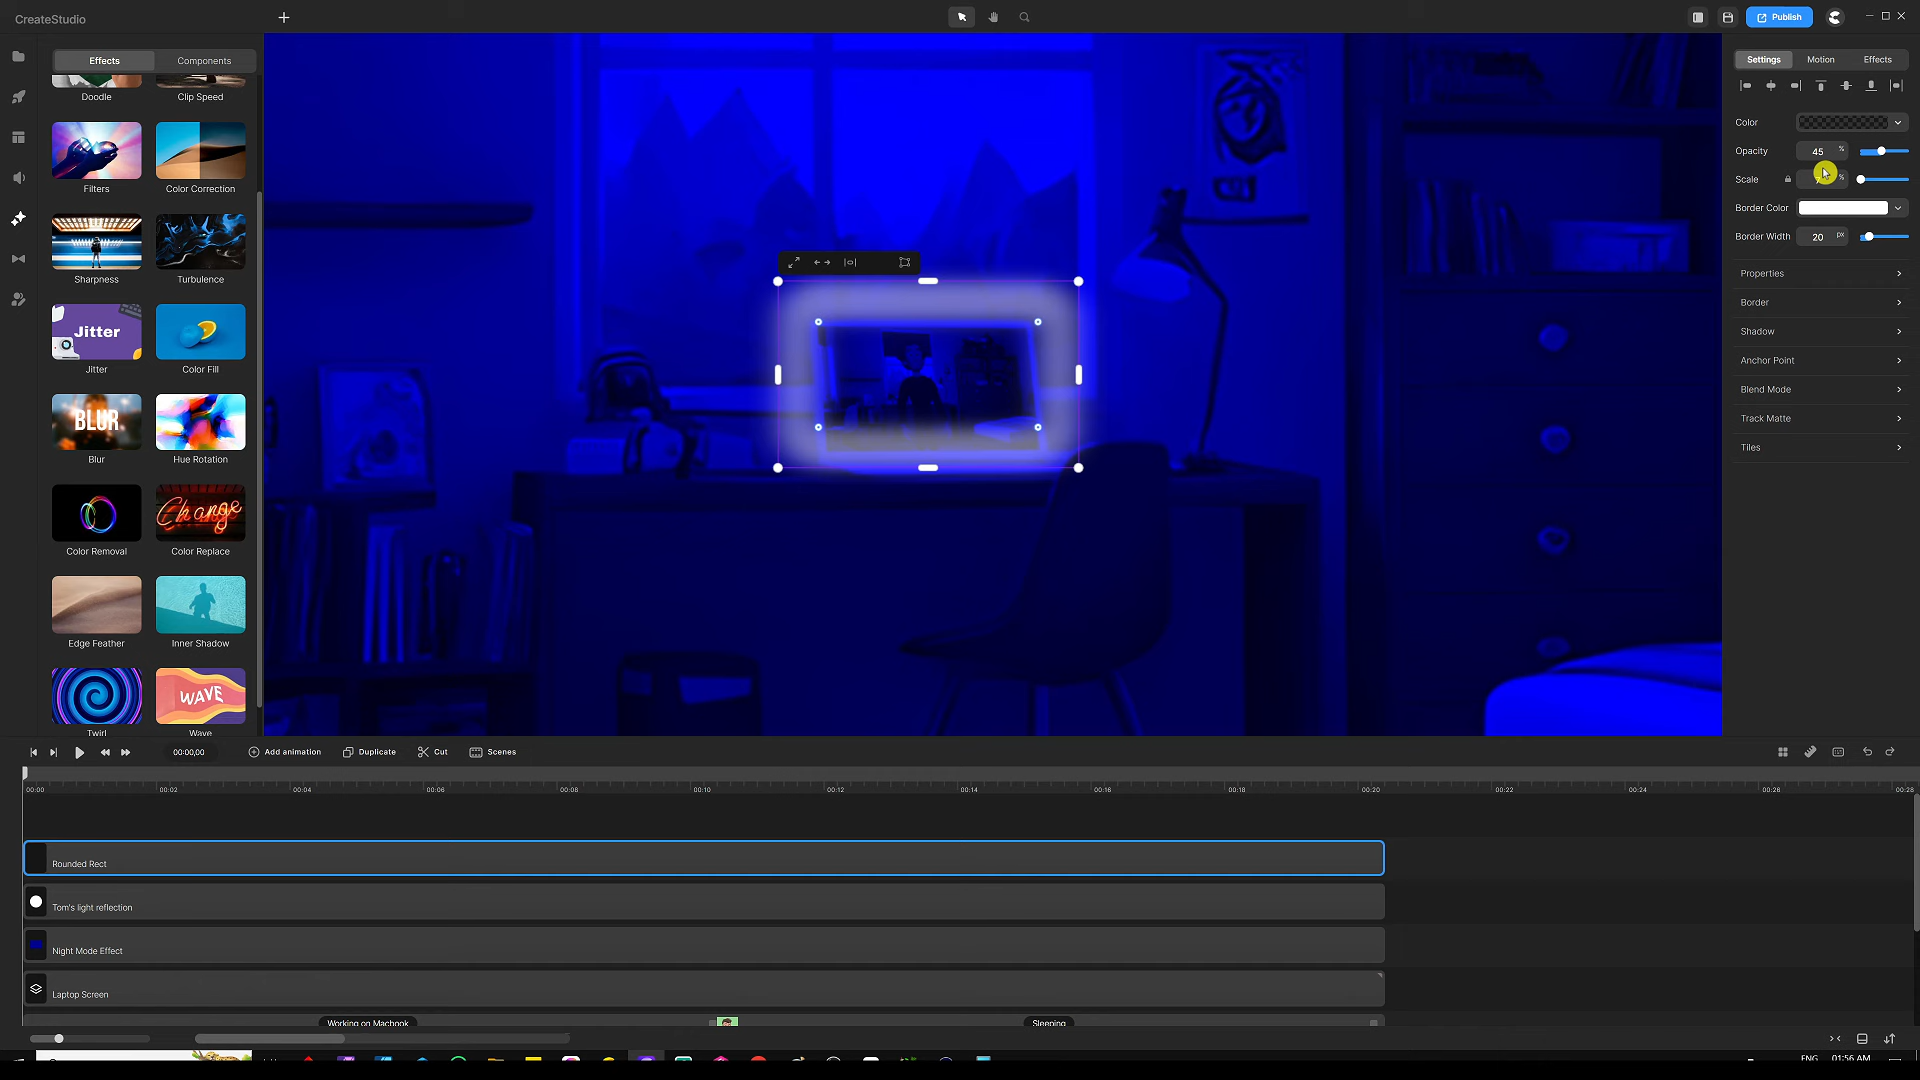 CreateStudio
Publish
Effects
Components
Settings
Motion
Effects
Doodle
Clip Speed
Filters
Color Correction
Sharpness
Turbulence
Jitter
Jitter
Color Fill
BLUR
Blur
Hue Rotation
Change
Color Removal
Color Replace
Edge Feather
Inner Shadow
WAVE
Twirl
Wave
Color
Opacity
45
%
Scale
%
Border Color
Border Width
20
px
Properties
Border
Shadow
Anchor Point
Blend Mode
Track Matte
Tiles
00:00,00
Add animation
Duplicate
Cut
Scenes
00:00
00:02
00:04
00:06
00:08
00:10
00:12
00:14
00:16
00:18
00:20
00:22
00:24
00:26
00:28
Rounded Rect
Tom's light reflection
Night Mode Effect
Laptop Screen
Working on Macbook
Sleeping
ENG
01:56 AM